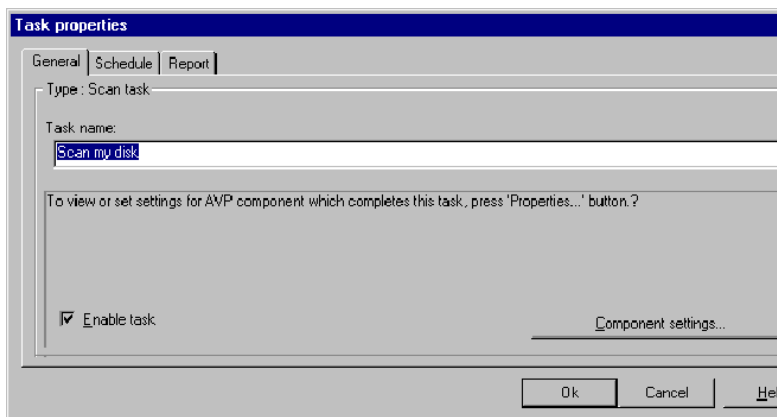 Task properties
General Schedule Report
Type : Scan task
Task name:
Scan my disk
To view or set settings for AVP component which completes this task, press 'Properties...' button.?
Enable task
Component settings...
Ok Cancel Hel